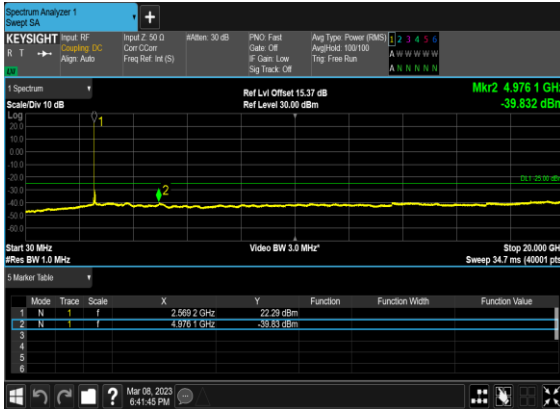 Spectrum Analyzer 1
Swept SA
+
KEYSIGHT
R T
LV
Input: RF
Coupling: DC
Align: Auto
Input Z: 50 Ω
Corr CCorr
Freq Ref: Int (S)
#Atten: 30 dB
PNO: Fast
Gate: Off
IF Gain: Low
Sig Track: Off
Avg Type: Power (RMS)
Avg|Hold: 100/100
Trig: Free Run
1 2 3 4 5 6
A W W W W W
A N N N N N
1 Spectrum
Scale/Div 10 dB
Ref Lvl Offset 15.37 dB
Ref Level 30.00 dBm
Mkr2 4.976 1 GHz
-39.832 dBm
Log
20.0
10.0
0.00
-10.0
-20.0
-30.0
-40.0
-50.0
-60.0
1
2
Start 30 MHz
#Res BW 1.0 MHz
Video BW 3.0 MHz*
Stop 20.000 GH
Sweep 34.7 ms (40001 pts
5 Marker Table
Mode Trace Scale X Y Function Function Width Function Value
1 N 1 f 2.569 2 GHz 22.29 dBm
2 N 1 f 4.976 1 GHz -39.83 dBm
3
4
5
6
?
Mar 08, 2023
6:41:45 PM